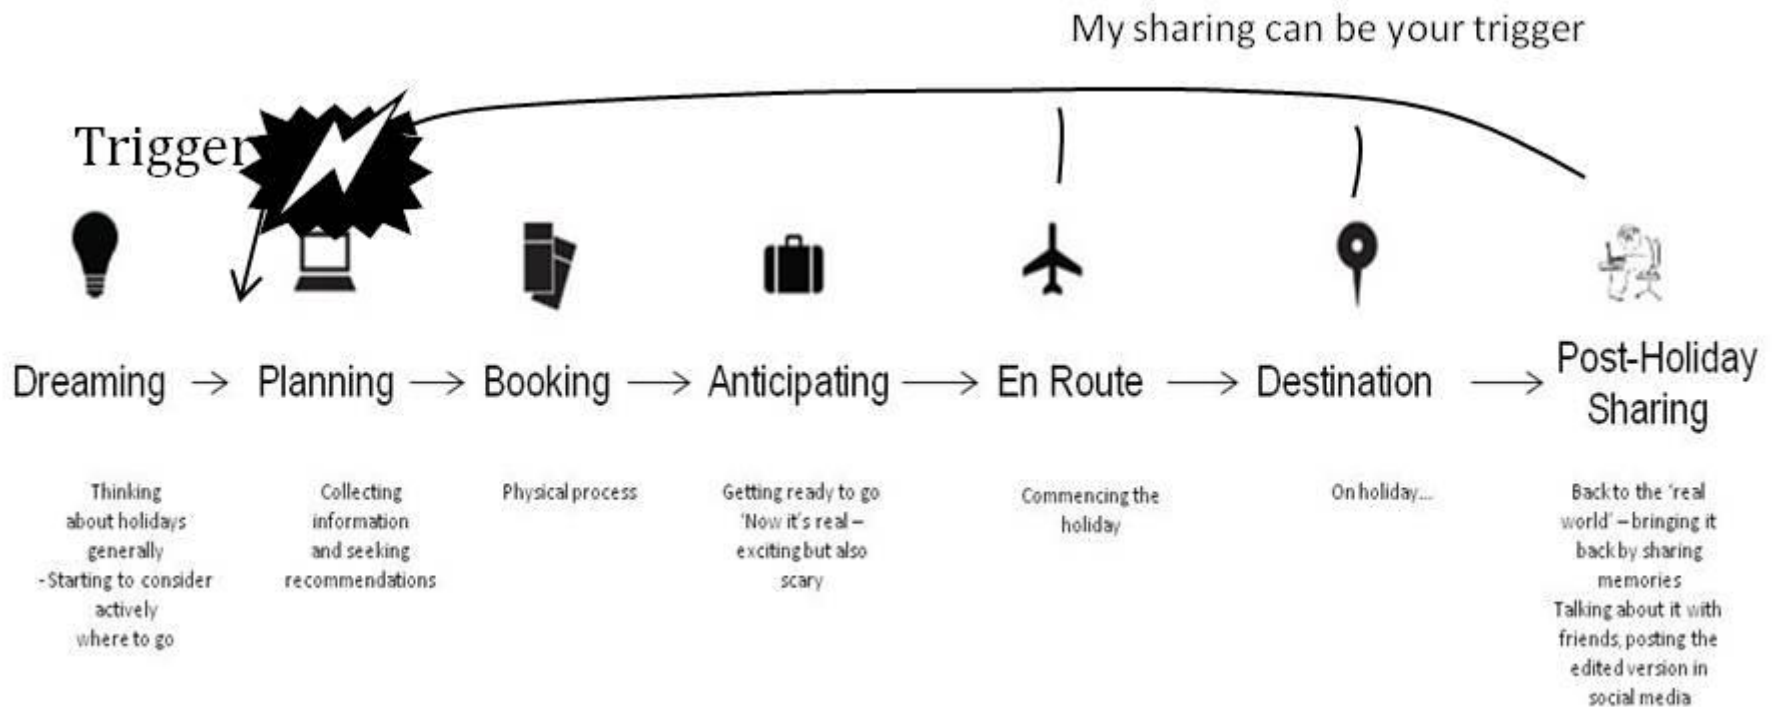 My sharing can be your trigger
Trigger
Dreaming
Planning
Booking
Anticipating
En Route
Destination
Post-Holiday
Sharing
Thinking
about holidays
generally
- Starting to consider
actively
where to go
Collecting
information
and seeking
recommendations
Physical process
Getting ready to go
'Now it's real –
exciting but also
scary
Commencing the
holiday
On holiday...
Back to the 'real
world' – bringing it
back by sharing
memories
Talking about it with
friends, posting the
edited version in
social media